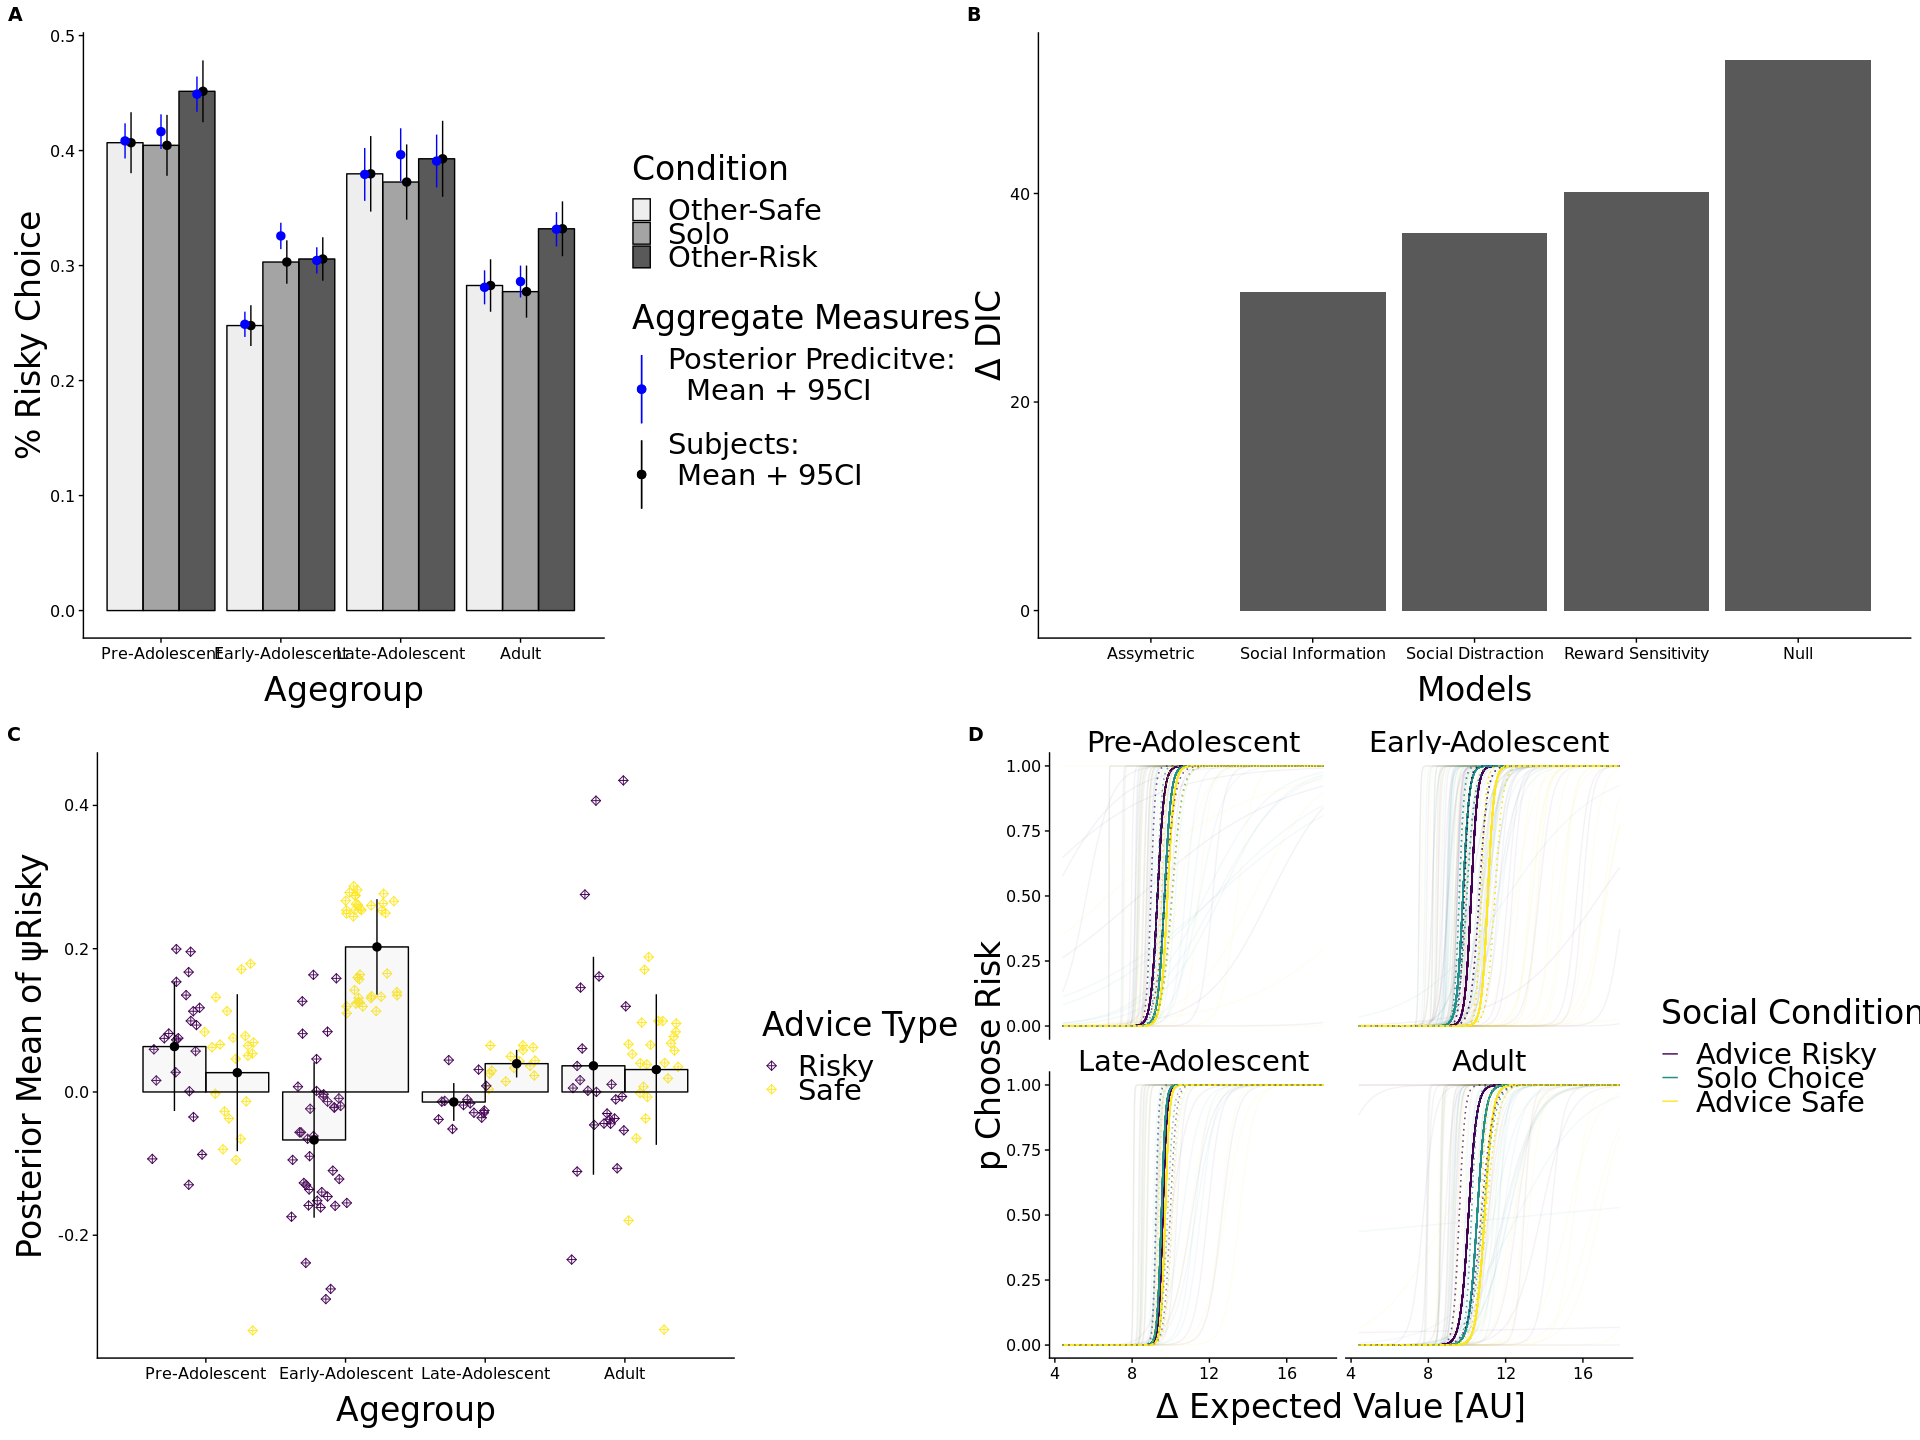 A
% Risky Choice
0.5
0.4
0.3
0.2
0.1
0.0
Pre-Adolescent
Early-Adolescent
Late-Adolescent
Adult
Agegroup
Condition
Other-Safe
Solo
Other-Risk
Aggregate Measures
Posterior Predicitve:
Mean + 95CI
Subjects:
Mean + 95CI
B
Δ DIC
40
20
0
Assymetric
Social Information
Social Distraction
Reward Sensitivity
Null
Models
C
Posterior Mean of ψRisky
0.4
0.2
0.0
-0.2
Pre-Adolescent
Early-Adolescent
Late-Adolescent
Adult
Agegroup
Advice Type
Risky
Safe
D
p Choose Risk
Pre-Adolescent
Early-Adolescent
1.00
0.75
0.50
0.25
0.00
Late-Adolescent
Adult
1.00
0.75
0.50
0.25
0.00
4 8 12 16
4 8 12 16
Δ Expected Value [AU]
Social Condition
Advice Risky
Solo Choice
Advice Safe